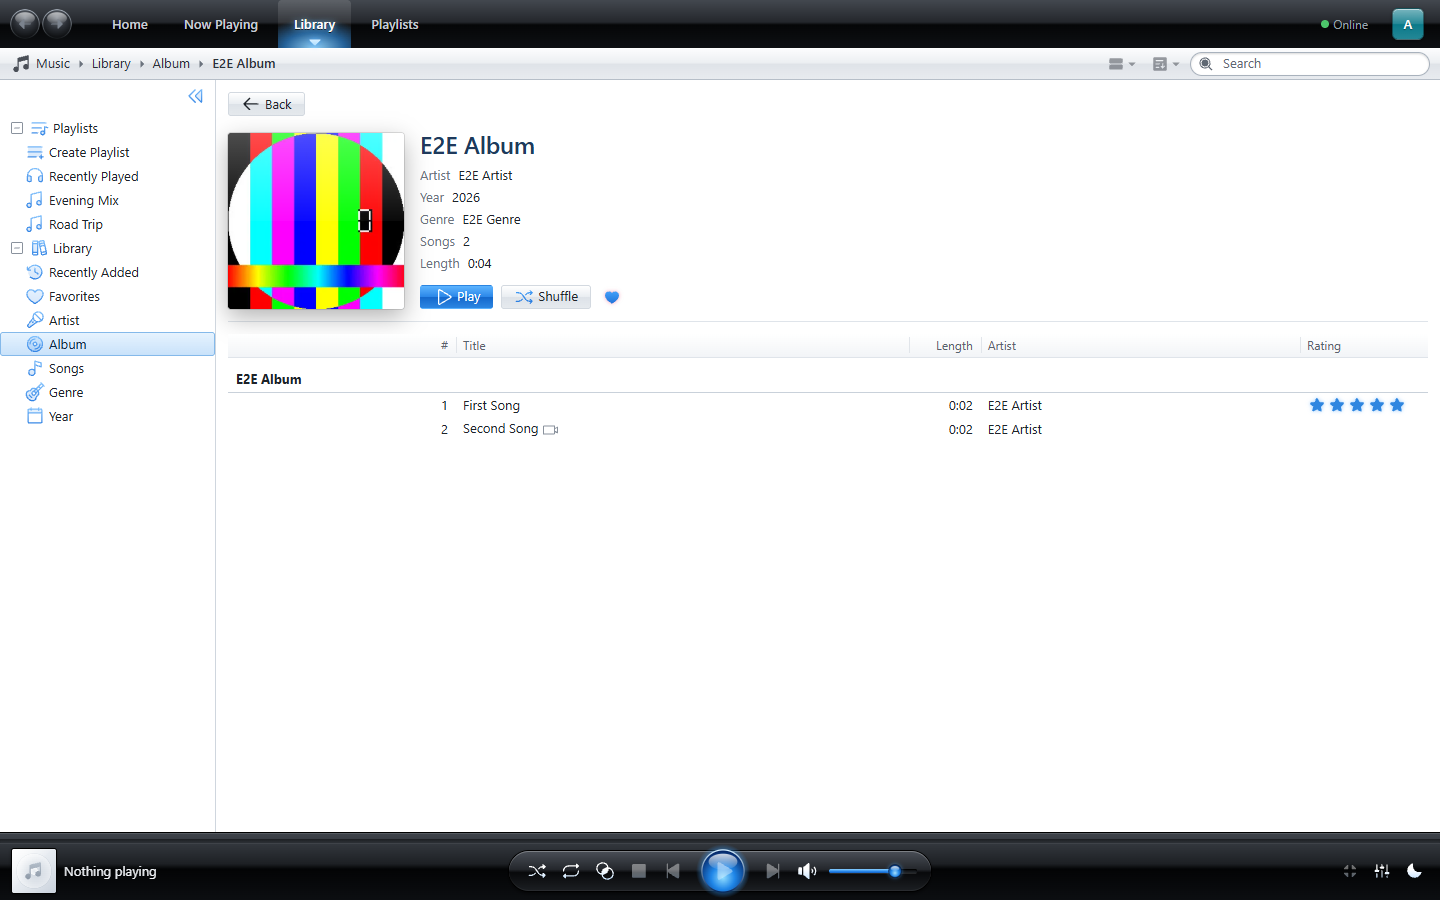 Home Now Playing Library Playlists Online A
Music Library Album E2E Album Search
Playlists
Create Playlist
Recently Played
Evening Mix
Road Trip
Library
Recently Added
Favorites
Artist
Album
Songs
Genre
Year
Back
E2E Album
Artist E2E Artist
Year 2026
Genre E2E Genre
Songs 2
Length 0:04
Play Shuffle
# Title Length Artist Rating
E2E Album
1 First Song 0:02 E2E Artist
2 Second Song 0:02 E2E Artist
Nothing playing